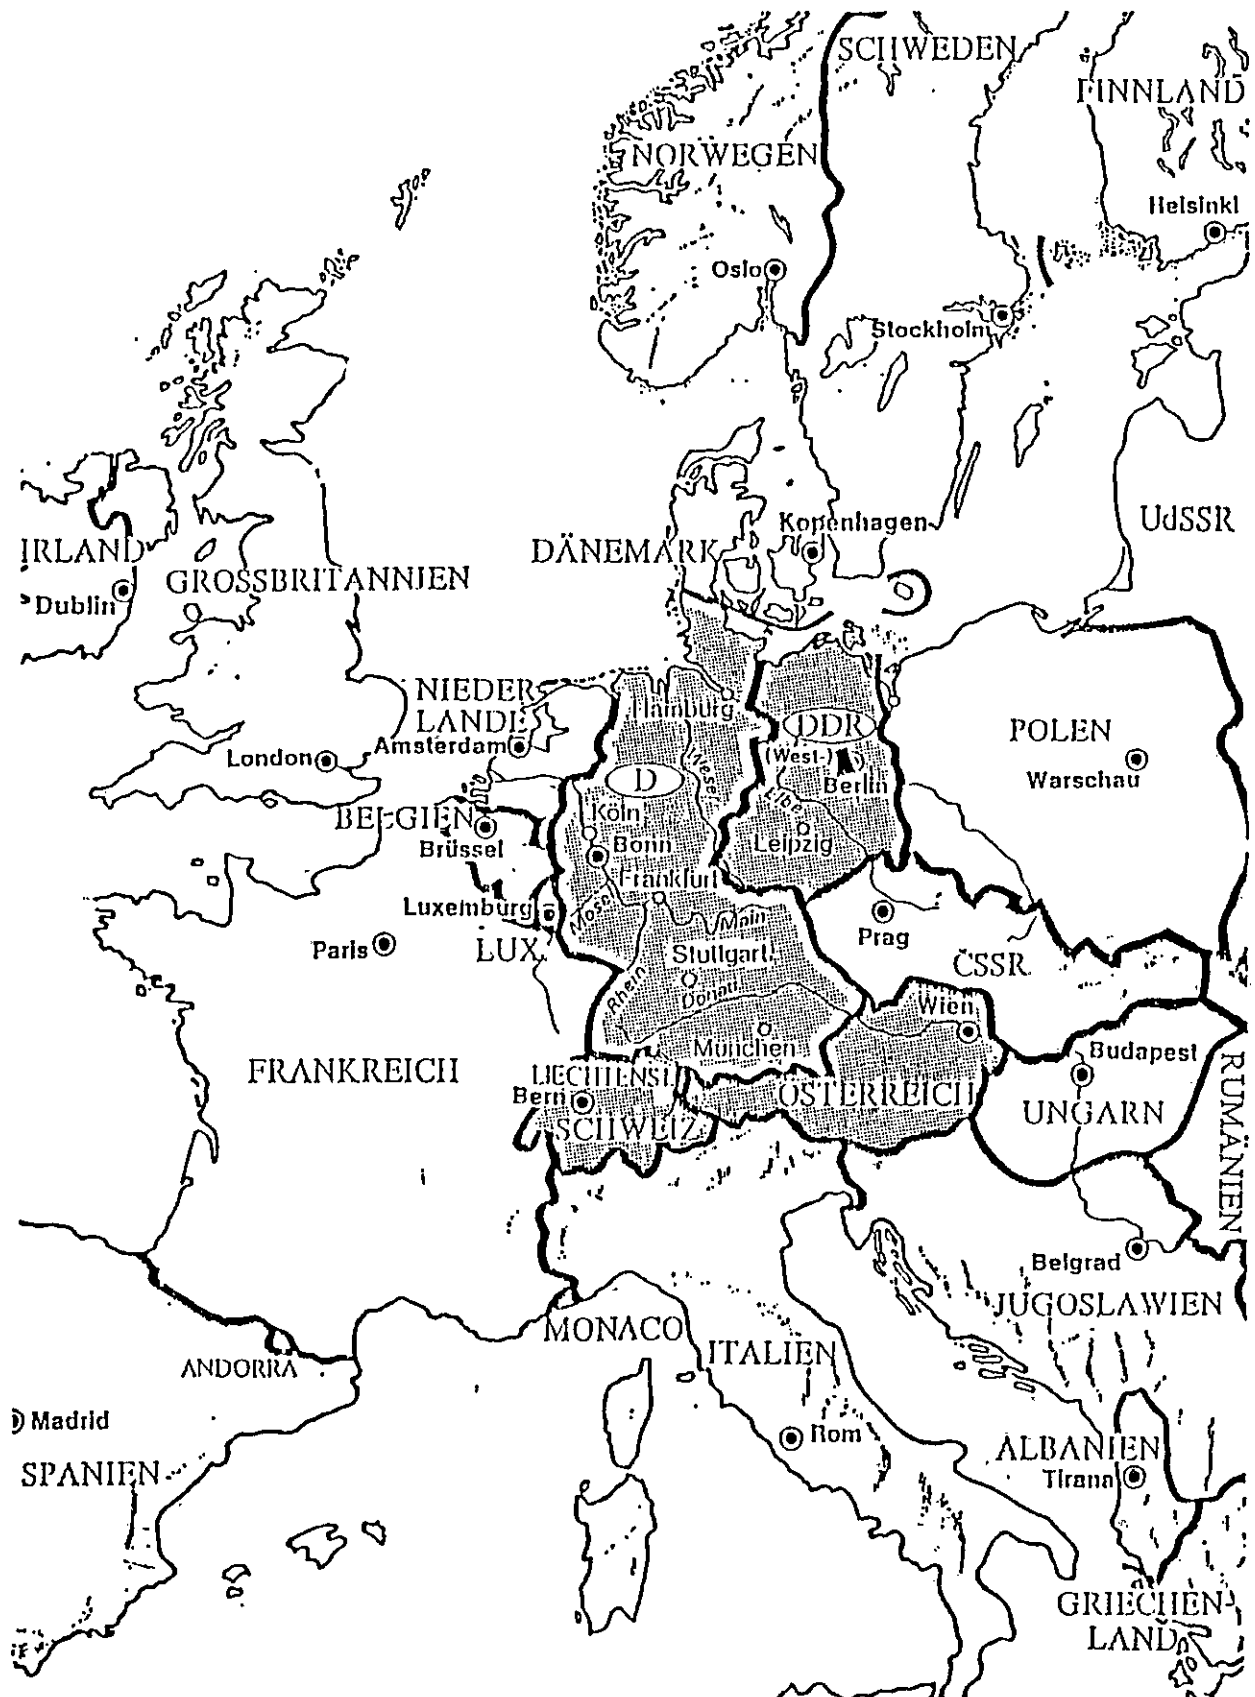 SCHWEDEN
FINNLAND
NORWEGEN
Helsinki
Oslo
Stockholm
Kopenhagen
UdSSR
DÄNEMARK
IRLAND
GROSSBRITANNIEN
Dublin
NIEDER
LANDE
Hamburg
DDR
POLEN
Amsterdam
London
(West-)
Berlin
Warschau
D
Weser
Elbe
Köln
BELGIEN
Brüssel
Bonn
Leipzig
Frankfurt
Luxemburg
Mosel
Main
Prag
Paris
LUX.
Stuttgart
ČSSR
Rhein
Donau
Wien
München
Budapest
FRANKREICH
LIECHTENST.
Bern
ÖSTERREICH
UNGARN
RUMÄNIEN
SCHWEIZ
Belgrad
JUGOSLAWIEN
MONACO
ITALIEN
ANDORRA
Madrid
Rom
ALBANIEN
Tirana
SPANIEN
GRIECHEN-
LAND